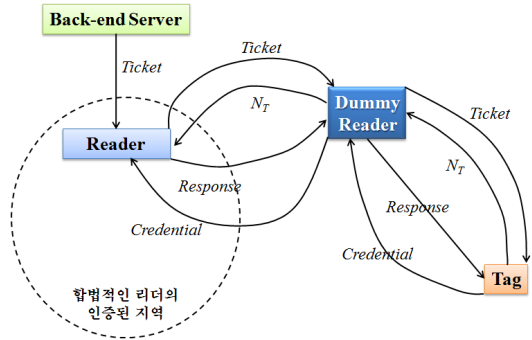 Back-end Server
Ticket
Ticket
N_T
Dummy
Reader
Ticket
Reader
N_T
Response
Response
Credential
Credential
Tag
합법적인 리더의
인증된 지역